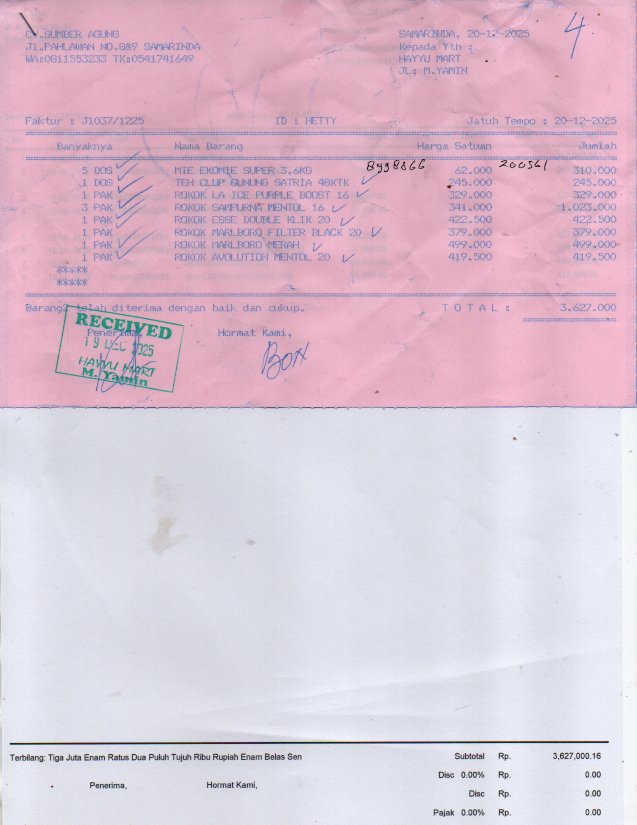 CV.SUMBER AGUNG
Jl.PAHLAWAN NO.8&9 SAMARINDA
WA:0811553233 TK:0541741649
SAMARINDA, 20-12-2025
Kepada Yth :
HAYYU MART
JL: M.YAMIN
4
Faktur : J1037/1225 ID : HETTY Jatuh Tempo : 20-12-2025
Banyaknya Nama Barang Harga Satuan Jumlah
5 DOS MIE EKOMIE SUPER 3.6KG 8998866 62.000 200561 310.000
1 DOS TEH CLUP GUNUNG SATRIA 48KTK 245.000 245.000
1 PAK ROKOK LA ICE PURPLE BOOST 16 329.000 329.000
3 PAK ROKOK SAMPURNA MENTOL 16 341.000 1.023.000
1 PAK ROKOK ESSE DOUBLE KLIK 20 422.500 422.500
1 PAK ROKOK MARLBORO FILTER BLACK 20 379.000 379.000
1 PAK ROKOK MARLBORO MERAH 499.000 499.000
1 PAK ROKOK AVOLUTION MENTOL 20 419.500 419.500
*****
*****
Barang2 telah diterima dengan baik dan cukup. T O T A L : 3.627.000
Penerima Hormat Kami,
RECEIVED
19 DEC 2025
HAYYU MART
M. Yamin
Terbilang: Tiga Juta Enam Ratus Dua Puluh Tujuh Ribu Rupiah Enam Belas Sen Subtotal Rp. 3,627,000.16
Disc 0.00% Rp. 0.00
Penerima, Hormat Kami,
Disc Rp. 0.00
Pajak 0.00% Rp. 0.00